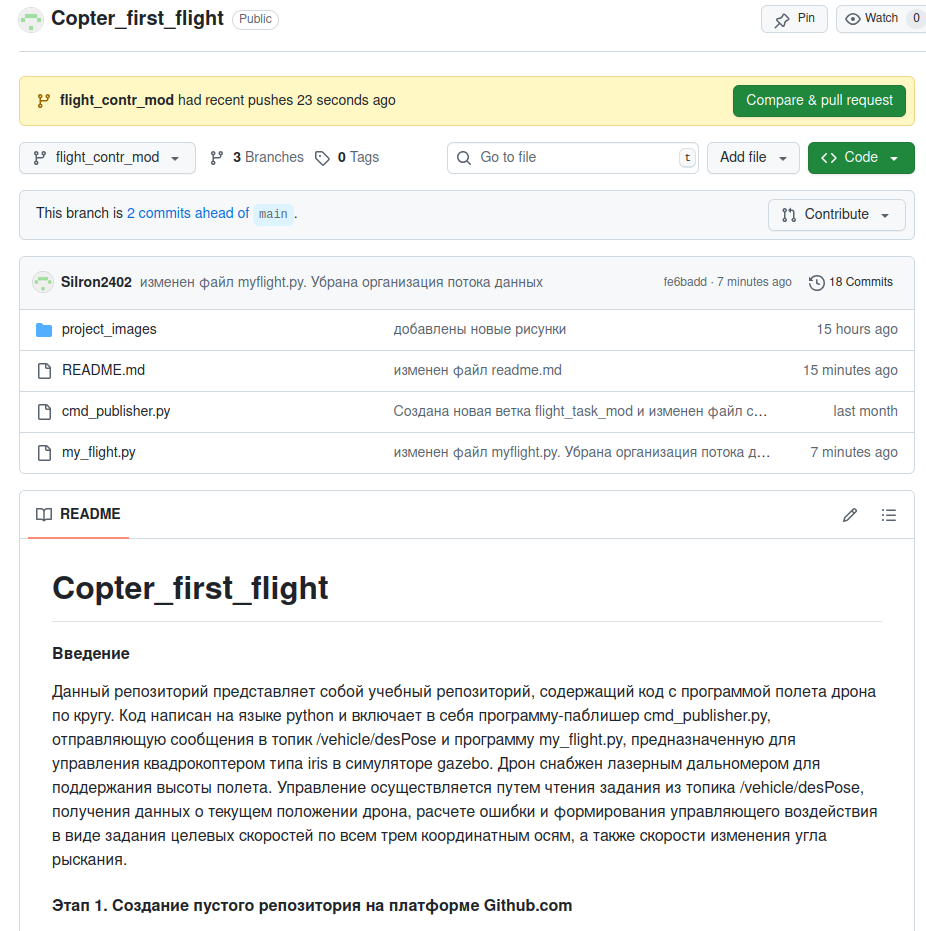 Copter_first_flight Public Pin Watch 0
flight_contr_mod had recent pushes 23 seconds ago Compare & pull request
flight_contr_mod 3 Branches 0 Tags Go to file t Add file Code
This branch is 2 commits ahead of main . Contribute
Silron2402 изменен файл myflight.py. Убрана организация потока данных fe6badd · 7 minutes ago 18 Commits
project_images добавлены новые рисунки 15 hours ago
README.md изменен файл readme.md 15 minutes ago
cmd_publisher.py Создана новая ветка flight_task_mod и изменен файл c… last month
my_flight.py изменен файл myflight.py. Убрана организация потока д… 7 minutes ago
README
Copter_first_flight
Введение
Данный репозиторий представляет собой учебный репозиторий, содержащий код с программой полета дрона
по кругу. Код написан на языке python и включает в себя программу-паблишер cmd_publisher.py,
отправляющую сообщения в топик /vehicle/desPose и программу my_flight.py, предназначенную для
управления квадрокоптером типа iris в симуляторе gazebo. Дрон снабжен лазерным дальномером для
поддержания высоты полета. Управление осуществляется путем чтения задания из топика /vehicle/desPose,
получения данных о текущем положении дрона, расчете ошибки и формирования управляющего воздействия
в виде задания целевых скоростей по всем трем координатным осям, а также скорости изменения угла
рыскания.
Этап 1. Создание пустого репозитория на платформе Github.com